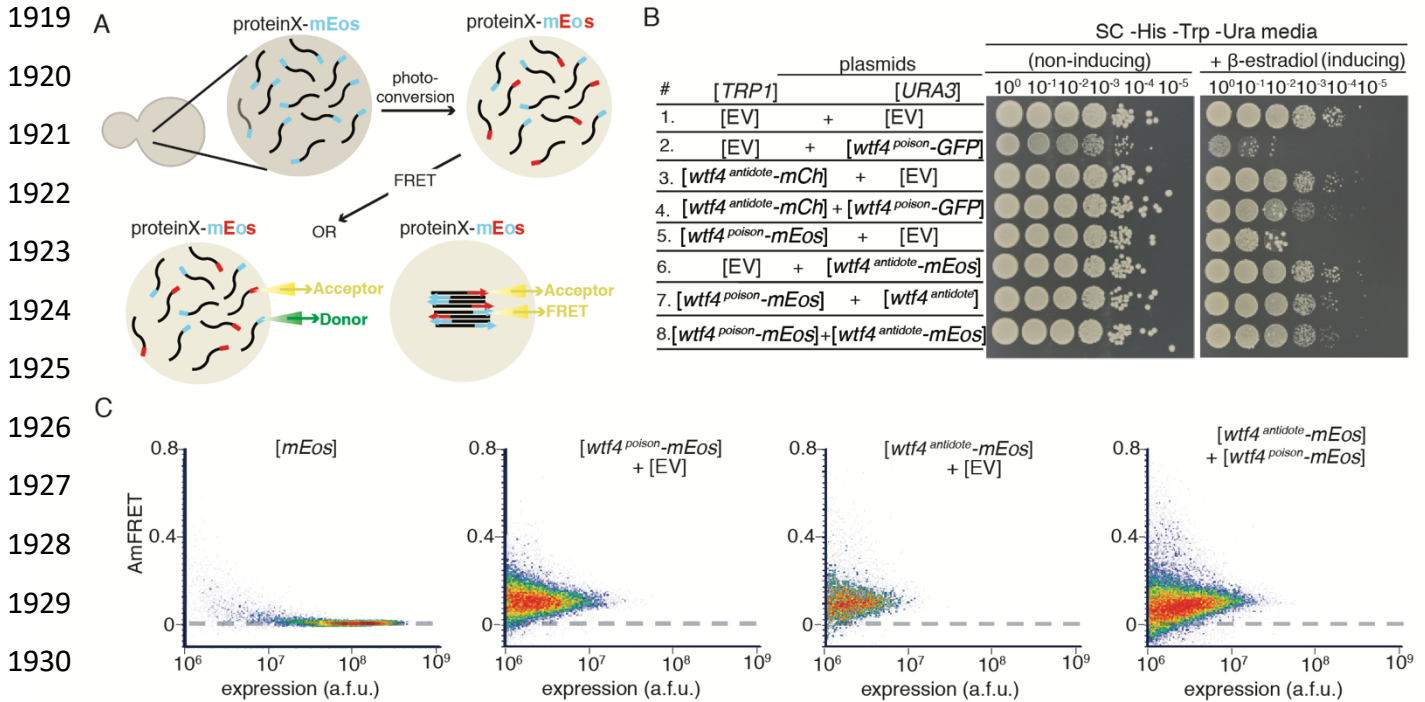 1919
1920
1921
1922
1923
1924
1925
1926
1927
1928
1929
1930
A
proteinX-mEos
proteinX-mEos
photo-
conversion
FRET
OR
proteinX-mEos
proteinX-mEos
Acceptor
Donor
Acceptor
FRET
B
SC -His -Trp -Ura media
plasmids
(non-inducing)
+ β-estradiol (inducing)
# [TRP1] [URA3]
10⁰ 10⁻¹ 10⁻² 10⁻³ 10⁻⁴ 10⁻⁵
10⁰ 10⁻¹ 10⁻² 10⁻³ 10⁻⁴ 10⁻⁵
1. [EV] + [EV]
2. [EV] + [wtf4 poison-GFP]
3. [wtf4 antidote-mCh] + [EV]
4. [wtf4 antidote-mCh] + [wtf4 poison-GFP]
5. [wtf4 poison-mEos] + [EV]
6. [EV] + [wtf4 antidote-mEos]
7. [wtf4 poison-mEos] + [wtf4 antidote]
8. [wtf4 poison-mEos]+[wtf4 antidote-mEos]
C
AmFRET
[mEos]
0.8
0.4
0
10⁶ 10⁷ 10⁸ 10⁹
expression (a.f.u.)
[wtf4 poison-mEos]
+ [EV]
0.8
0.4
0
10⁶ 10⁷ 10⁸ 10⁹
expression (a.f.u.)
[wtf4 antidote-mEos]
+ [EV]
0.8
0.4
0
10⁶ 10⁷ 10⁸ 10⁹
expression (a.f.u.)
[wtf4 antidote-mEos]
+ [wtf4 poison-mEos]
0.8
0.4
0
10⁶ 10⁷ 10⁸ 10⁹
expression (a.f.u.)